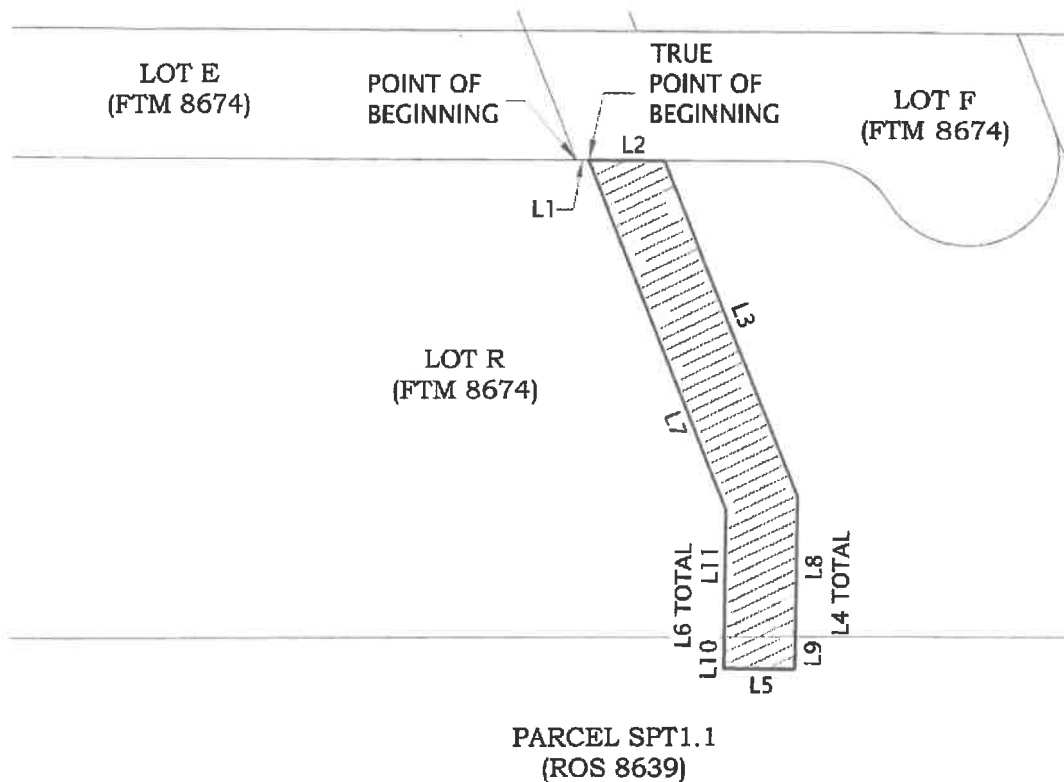 LOT E
(FTM 8674)
POINT OF
BEGINNING
TRUE
POINT OF
BEGINNING
LOT F
(FTM 8674)
L2
L1
L3
LOT R
(FTM 8674)
L7
L6 TOTAL
L11
L10
L8
L4 TOTAL
L9
L5
PARCEL SPT1.1
(ROS 8639)